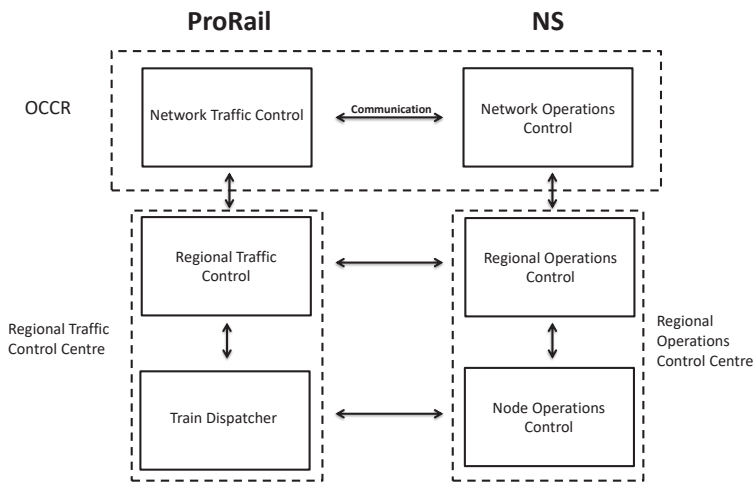 ProRail
NS
OCCR
Network Traffic Control
Communication
Network Operations
Control
Regional Traffic
Control
Regional Operations
Control
Regional Traffic
Control Centre
Regional
Operations
Control Centre
Train Dispatcher
Node Operations
Control